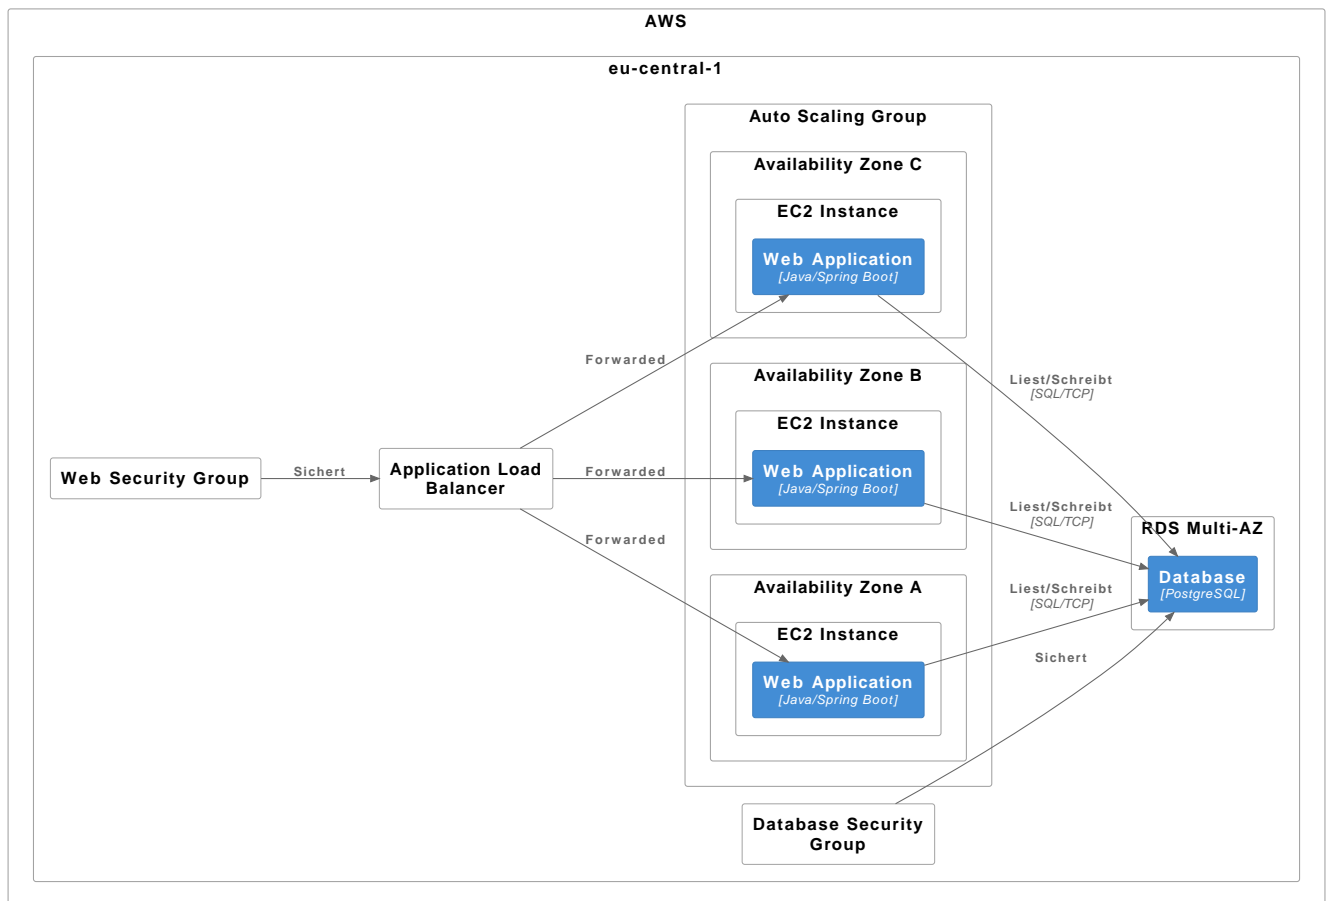 AWS
eu-central-1
Auto Scaling Group
Availability Zone C
EC2 Instance
Web Application
[Java/Spring Boot]
Forwarded
Liest/Schreibt
[SQL/TCP]
Availability Zone B
EC2 Instance
Web Application
[Java/Spring Boot]
Web Security Group
Sichert
Application Load
Balancer
Forwarded
Liest/Schreibt
[SQL/TCP]
RDS Multi-AZ
Database
[PostgreSQL]
Forwarded
Availability Zone A
EC2 Instance
Web Application
[Java/Spring Boot]
Liest/Schreibt
[SQL/TCP]
Sichert
Database Security
Group